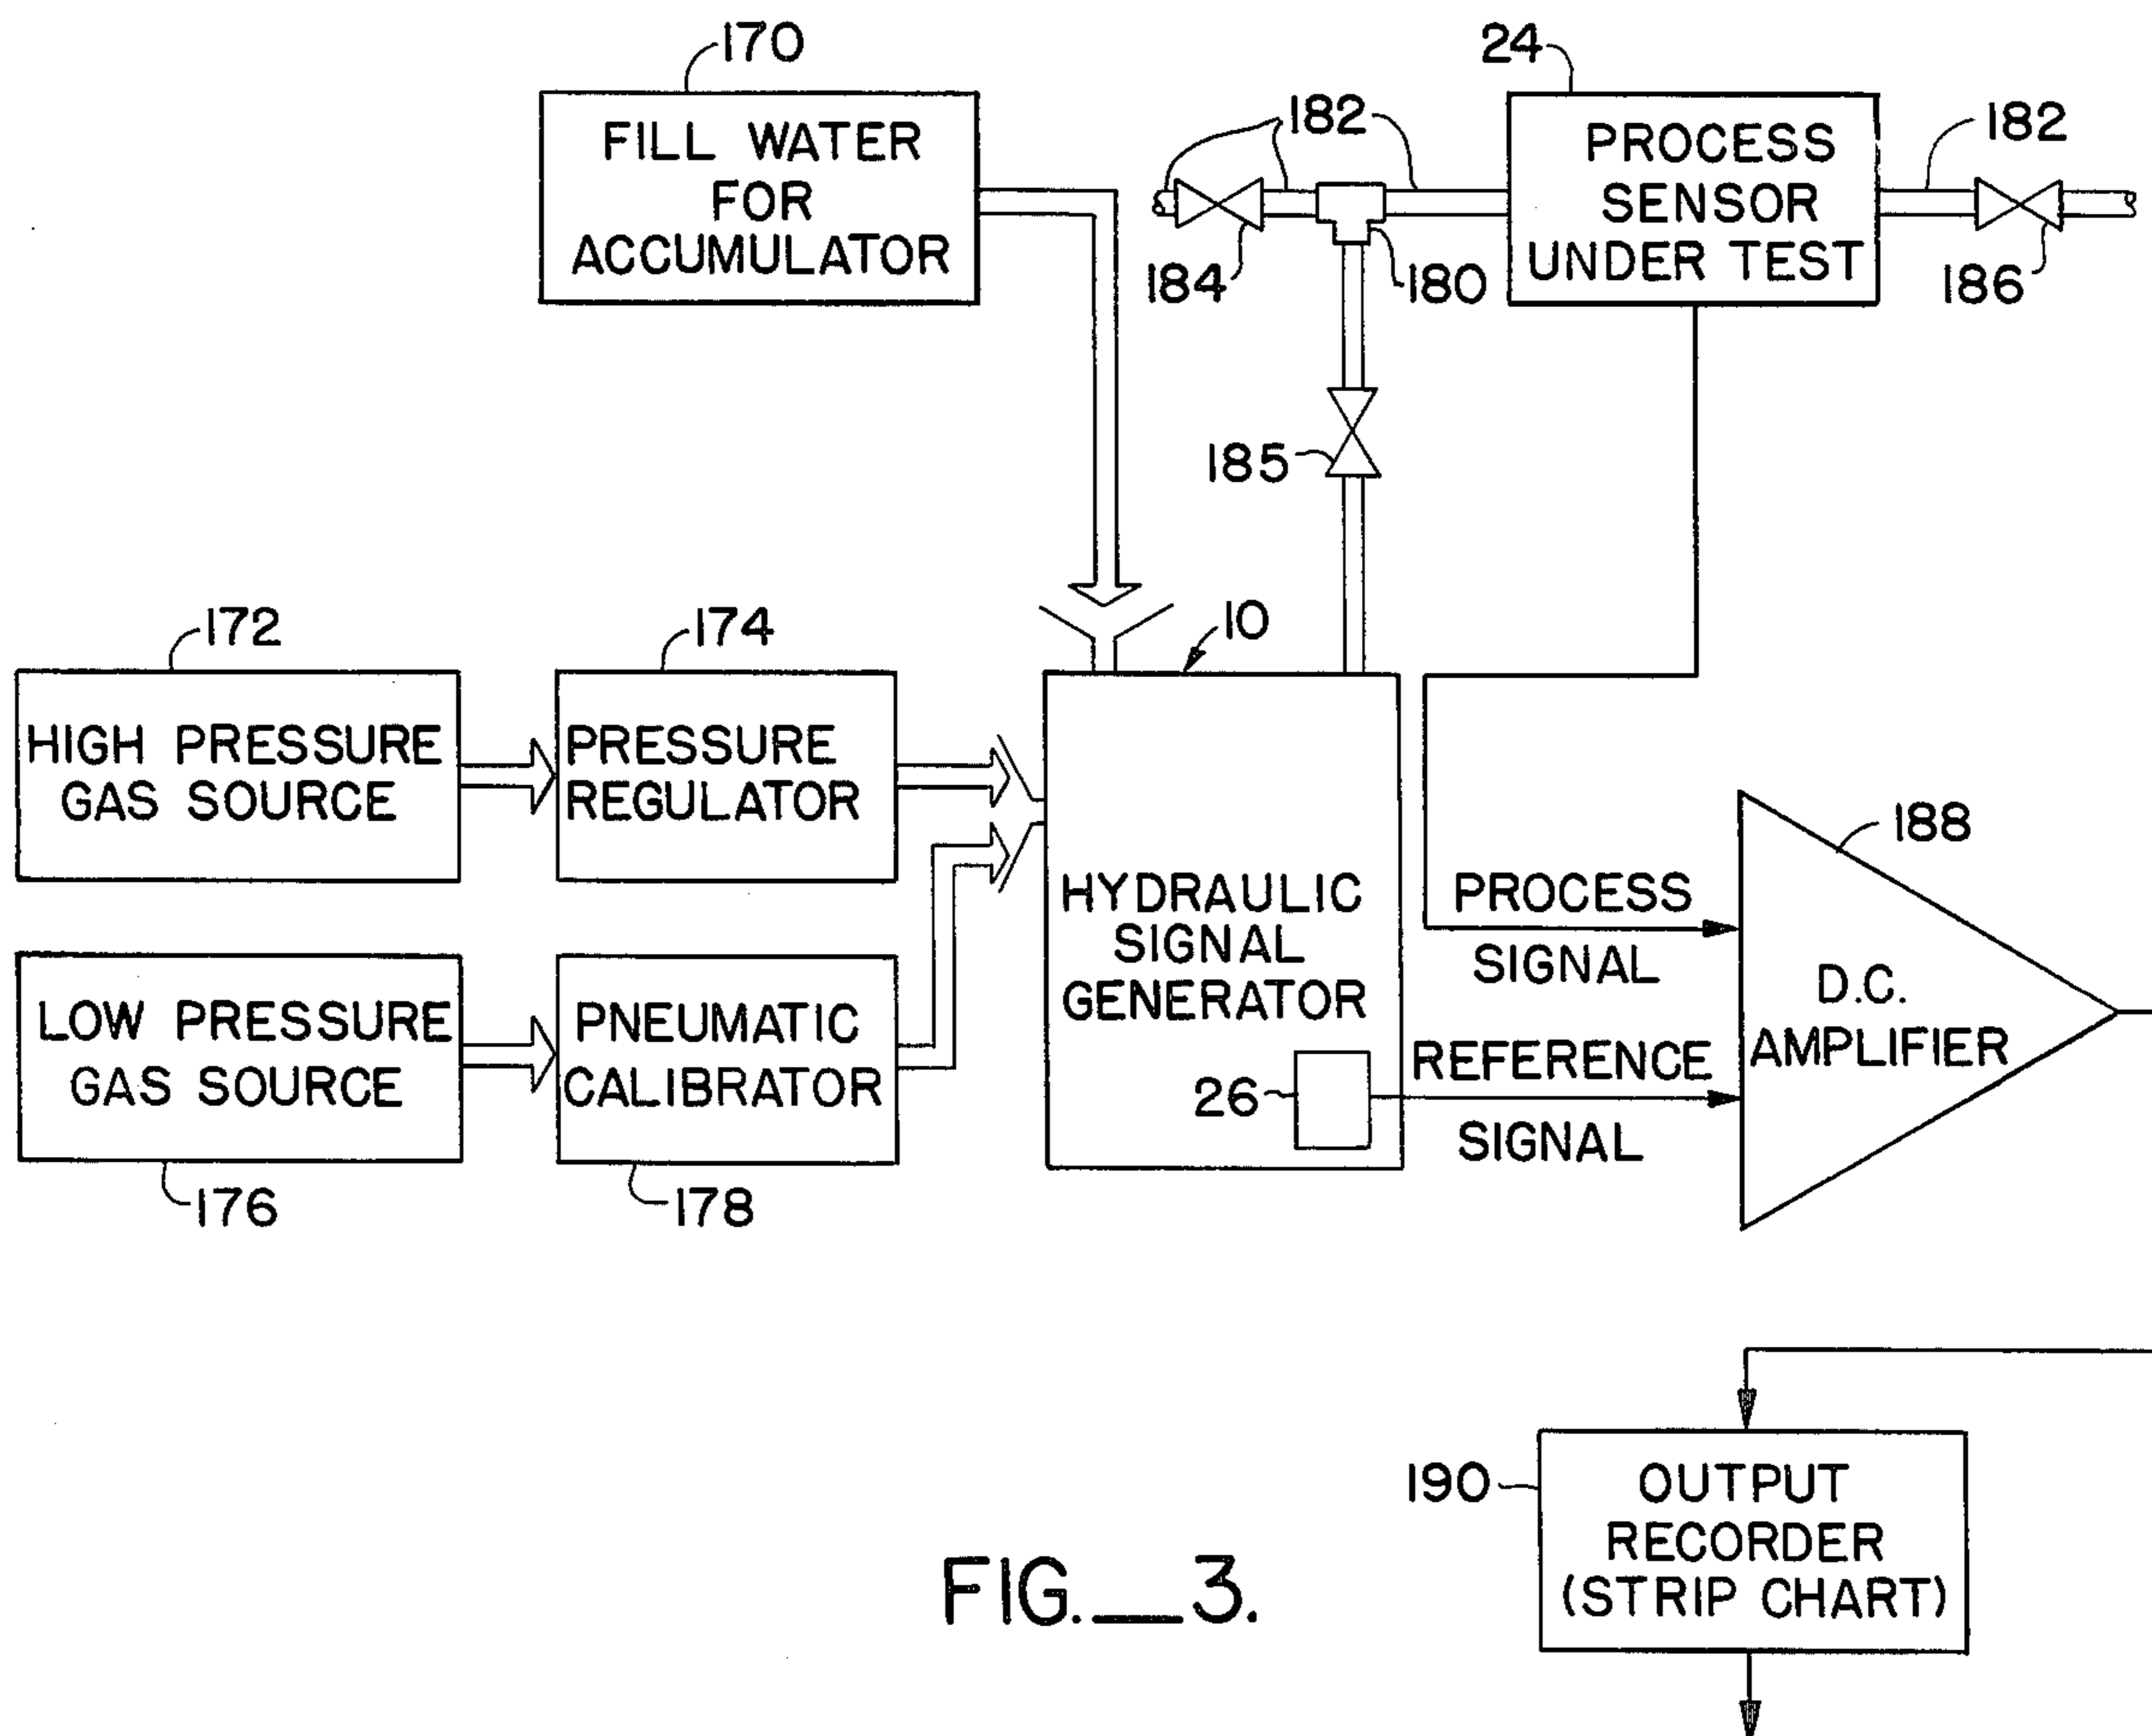 170
FILL WATER
FOR
ACCUMULATOR
24
182
182
PROCESS
SENSOR
UNDER TEST
184
180
186
185
172
174
10
HIGH PRESSURE
GAS SOURCE
PRESSURE
REGULATOR
188
HYDRAULIC
SIGNAL
GENERATOR
PROCESS
SIGNAL
LOW PRESSURE
GAS SOURCE
PNEUMATIC
CALIBRATOR
D.C.
AMPLIFIER
26
REFERENCE
SIGNAL
176
178
190
OUTPUT
RECORDER
(STRIP CHART)
FIG. __ 3.